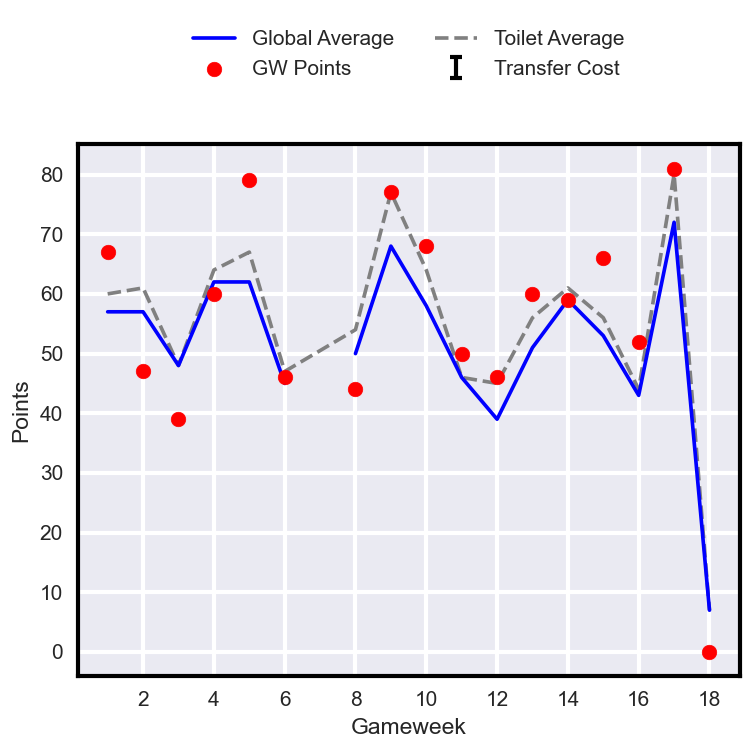 Global Average
Toilet Average
GW Points
Transfer Cost
80
70
60
50
40
30
20
10
0
Points
2 4 6 8 10 12 14 16 18
Gameweek